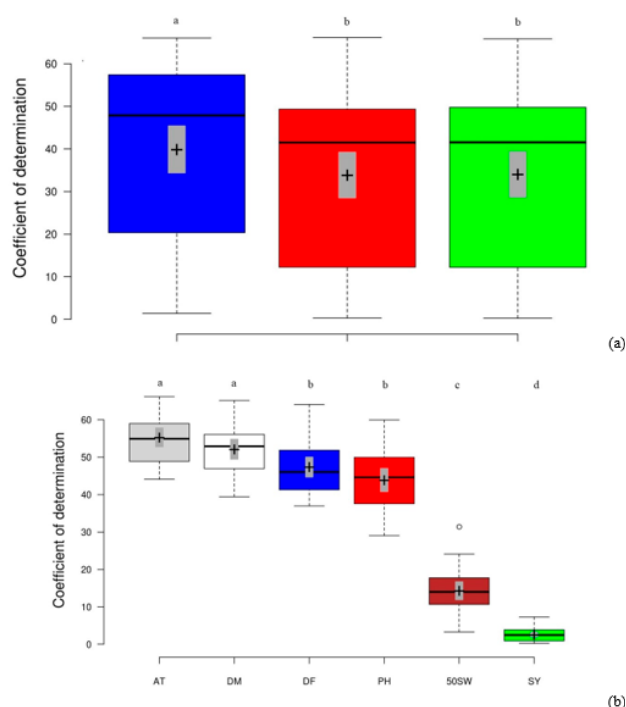 a b b
60
50
40
30
20
10
0
Coefficient of determination
(a)
a a b b c d
60
50
40
30
20
10
0
Coefficient of determination
AT DM DF PH 50SW SY
(b)